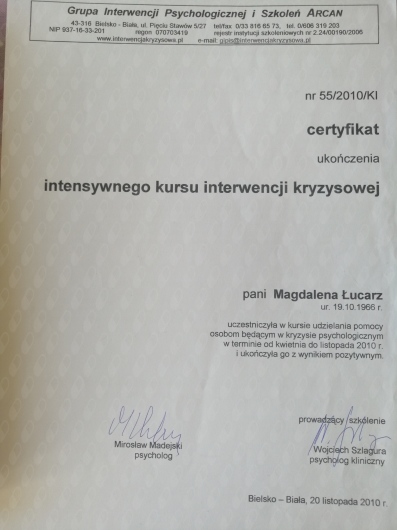 Grupa Interwencji Psychologicznej i Szkoleń ARCAN
43-316 Bielsko - Biała, ul. Pięciu Stawów 5/27 tel/fax 0/33 816 65 73, tel. 0/606 319 203
NIP 937-16-33-201 regon 070703419 rejestr instytucji szkoleniowych nr 2.24/00190/2006
www.interwencjakryzysowa.pl e-mail: gipis@interwencjakryzysowa.pl
nr 55/2010/KI
certyfikat
ukończenia
intensywnego kursu interwencji kryzysowej
pani Magdalena Łucarz
ur. 19.10.1966 r.
uczestniczyła w kursie udzielania pomocy
osobom będącym w kryzysie psychologicznym
w terminie od kwietnia do listopada 2010 r.
i ukończyła go z wynikiem pozytywnym.
prowadzący szkolenie
Mirosław Madejski
psycholog
Wojciech Szlagura
psycholog kliniczny
Bielsko - Biała, 20 listopada 2010 r.